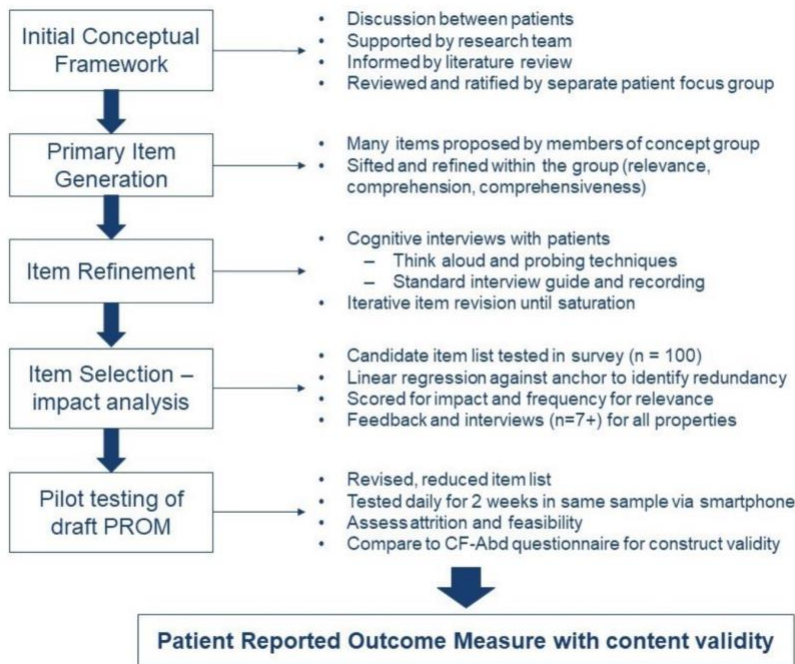 Initial Conceptual
Framework
• Discussion between patients
• Supported by research team
• Informed by literature review
• Reviewed and ratified by separate patient focus group
Primary Item
Generation
• Many items proposed by members of concept group
• Sifted and refined within the group (relevance,
comprehension, comprehensiveness)
Item Refinement
• Cognitive interviews with patients
– Think aloud and probing techniques
– Standard interview guide and recording
• Iterative item revision until saturation
Item Selection –
impact analysis
• Candidate item list tested in survey (n = 100)
• Linear regression against anchor to identify redundancy
• Scored for impact and frequency for relevance
• Feedback and interviews (n=7+) for all properties
Pilot testing of
draft PROM
• Revised, reduced item list
• Tested daily for 2 weeks in same sample via smartphone
• Assess attrition and feasibility
• Compare to CF-Abd questionnaire for construct validity
Patient Reported Outcome Measure with content validity